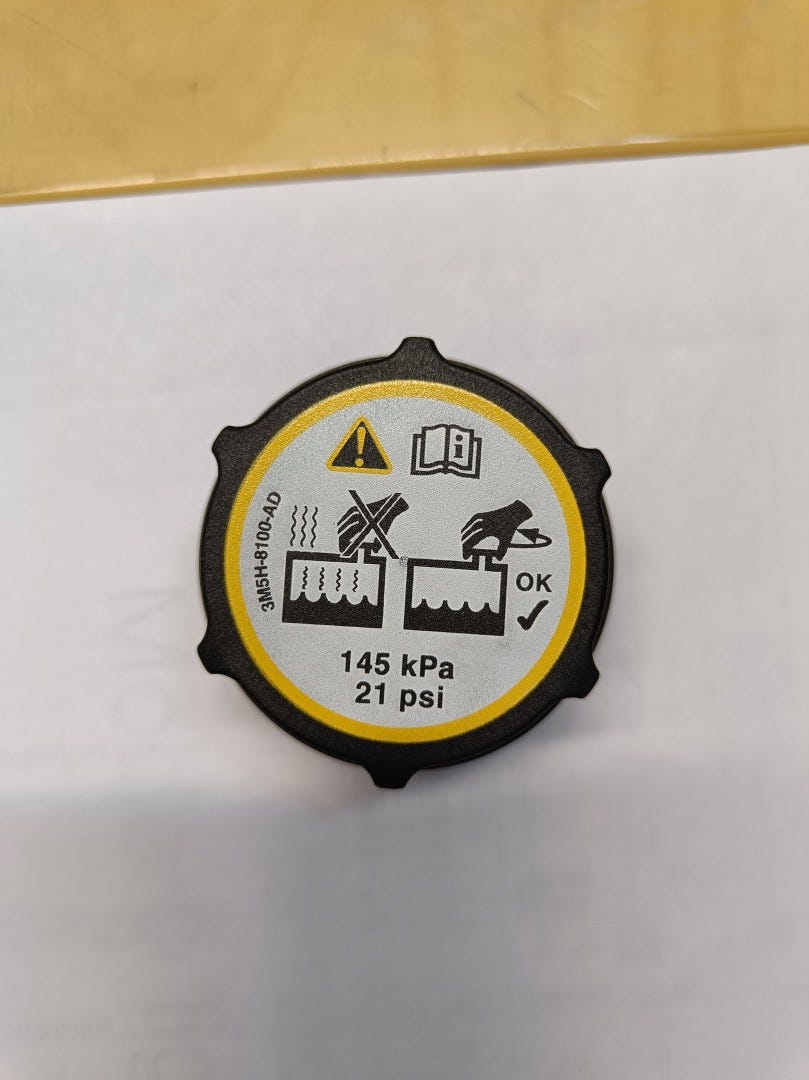 3M5H-8100-AD
OK
145 kPa
21 psi